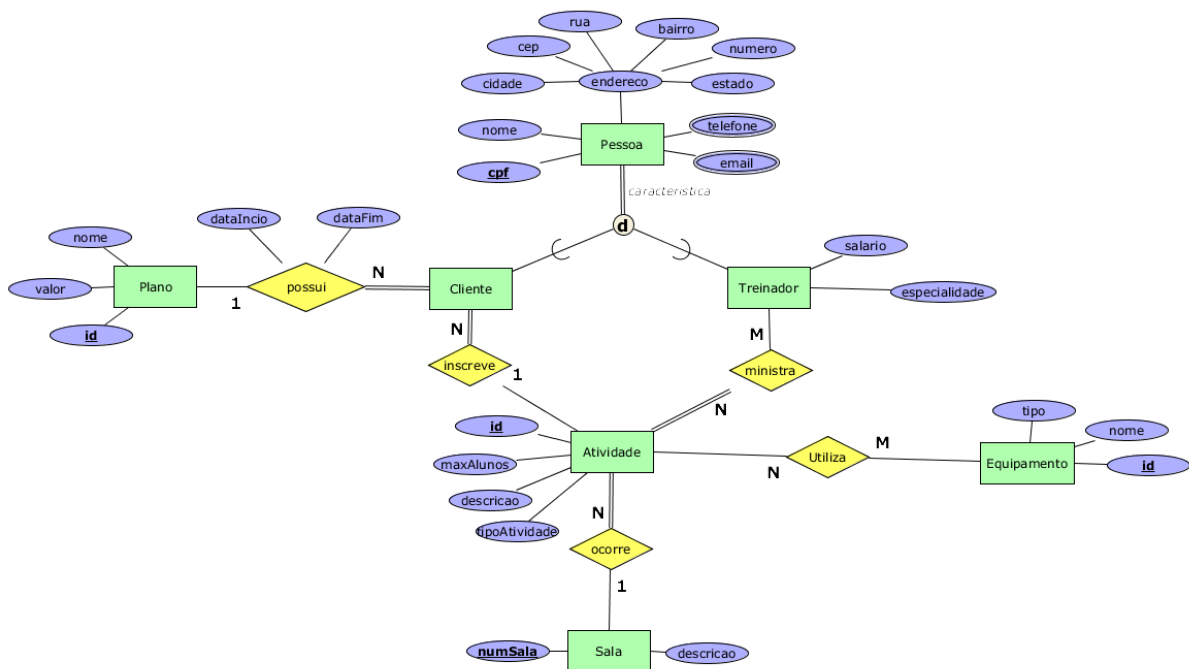 rua
bairro
cep
numero
cidade
endereco
estado
nome
Pessoa
telefone
cpf
email
caracteristica
d
dataIncio
dataFim
nome
salario
valor
Plano
1
possui
N
Cliente
Treinador
especialidade
id
N
M
inscreve
1
ministra
N
id
tipo
nome
maxAlunos
Atividade
N
Utiliza
M
Equipamento
id
descricao
tipoAtividade
N
ocorre
1
numSala
Sala
descricao